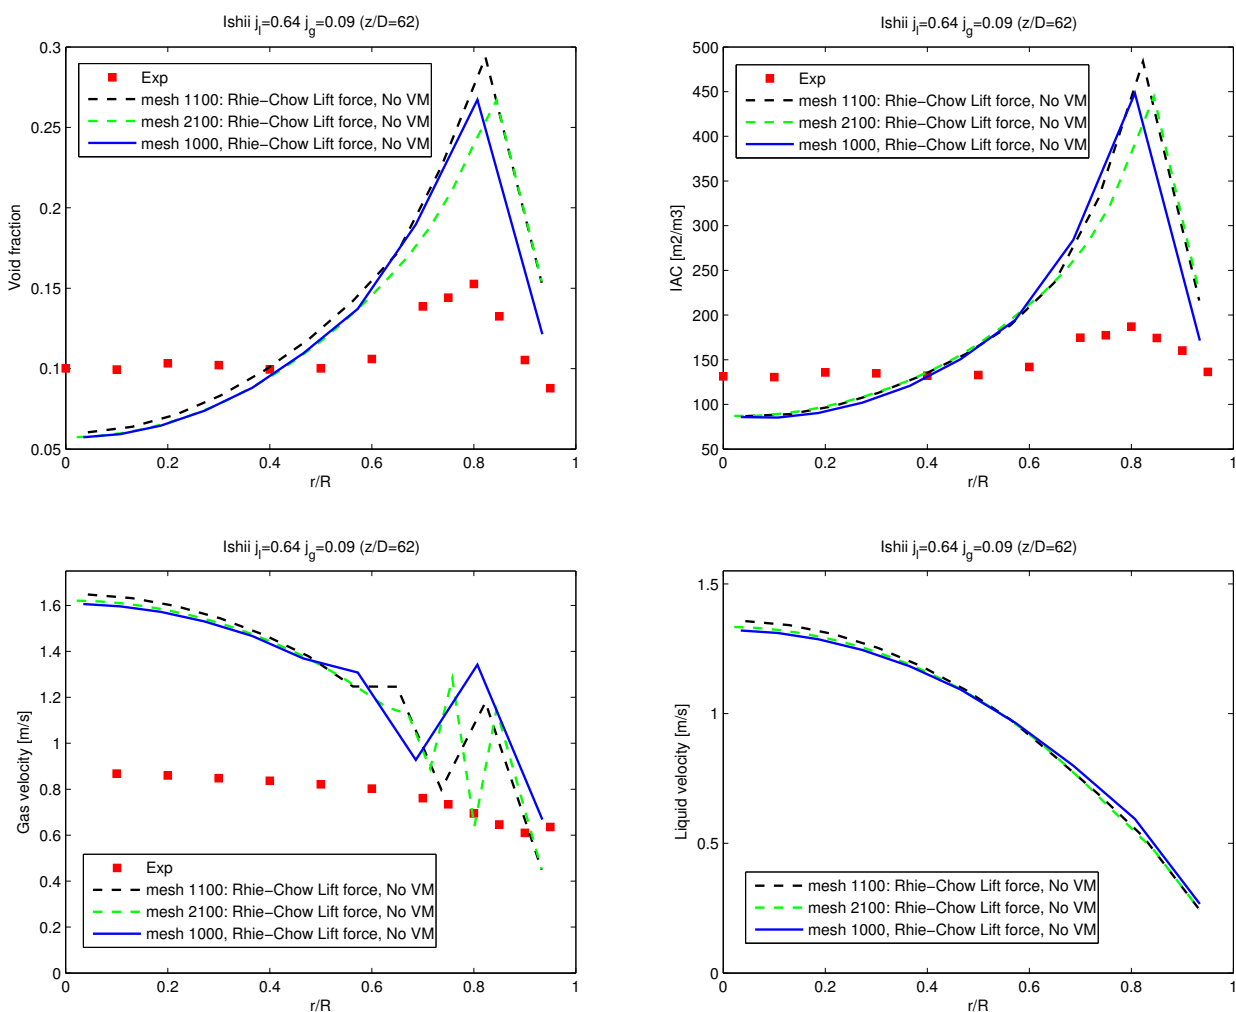 Ishii jl=0.64 jg=0.09 (z/D=62)
0.3
0.25
0.2
0.15
0.1
0.05
Void fraction
Exp
mesh 1100: Rhie−Chow Lift force, No VM
mesh 2100: Rhie−Chow Lift force, No VM
mesh 1000, Rhie−Chow Lift force, No VM
0 0.2 0.4 0.6 0.8 1
r/R
Ishii jl=0.64 jg=0.09 (z/D=62)
500
450
400
350
300
250
200
150
100
50
IAC [m2/m3]
Exp
mesh 1100: Rhie−Chow Lift force, No VM
mesh 2100: Rhie−Chow Lift force, No VM
mesh 1000, Rhie−Chow Lift force, No VM
0 0.2 0.4 0.6 0.8 1
r/R
Ishii jl=0.64 jg=0.09 (z/D=62)
1.6
1.4
1.2
1
0.8
0.6
0.4
0.2
0
Gas velocity [m/s]
Exp
mesh 1100: Rhie−Chow Lift force, No VM
mesh 2100: Rhie−Chow Lift force, No VM
mesh 1000, Rhie−Chow Lift force, No VM
0 0.2 0.4 0.6 0.8 1
r/R
Ishii jl=0.64 jg=0.09 (z/D=62)
1.5
1
0.5
0
Liquid velocity [m/s]
mesh 1100: Rhie−Chow Lift force, No VM
mesh 2100: Rhie−Chow Lift force, No VM
mesh 1000, Rhie−Chow Lift force, No VM
0 0.2 0.4 0.6 0.8 1
r/R